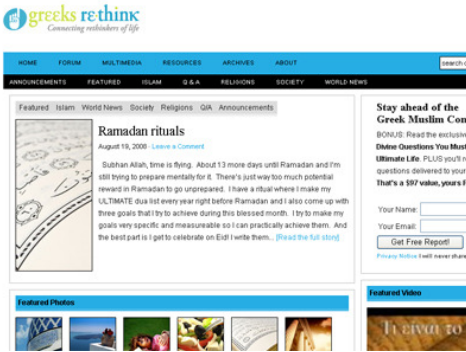 greeks re·think
Connecting rethinkers of life
HOME FORUM MULTIMEDIA RESOURCES ARCHIVES ABOUT
search
ANNOUNCEMENTS FEATURED ISLAM Q & A RELIGIONS SOCIETY WORLD NEWS
Featured Islam World News Society Religions Q/A Announcements
Ramadan rituals
August 19, 2008 · Leave a Comment
Subhan Allah, time is flying. About 13 more days until Ramadan and I'm
still trying to prepare mentally for it. There's just way too much potential
reward in Ramadan to go unprepared. I have a ritual where I make my
ULTIMATE dua list every year right before Ramadan and I also come up with
three goals that I try to achieve during this blessed month. I try to make my
goals very specific and measureable so I can practically achieve them. And
the best part is I get to celebrate on Eid! I write them... [Read the full story]
Stay ahead of the
Greek Muslim Con
BONUS: Read the exclusiv
Divine Questions You Mus
Ultimate Life. PLUS you'll r
questions delivered to your
That's a $97 value, yours
Your Name:
Your Email:
Get Free Report!
Privacy Notice: I will never share
Featured Photos
Featured Video
Τι είναι το